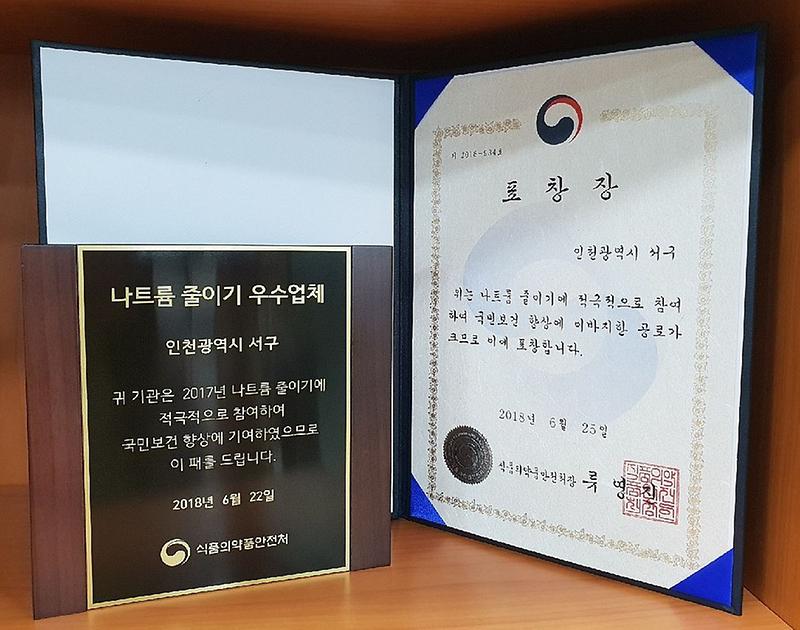 나트륨 줄이기 우수업체
인천광역시 서구
귀 기관은 2017년 나트륨 줄이기에
적극적으로 참여하여
국민보건 향상에 기여하였으므로
이 패를 드립니다.
2018년 6월 22일
식품의약품안전처
표 창 장
인천광역시 서구
위는 나트륨 줄이기에 적극적으로 참여
하여 국민보건 향상에 이바지한 공로가
크므로 이에 표창합니다.
2018년 6월 25일
식품의약품안전처장 류 영 진